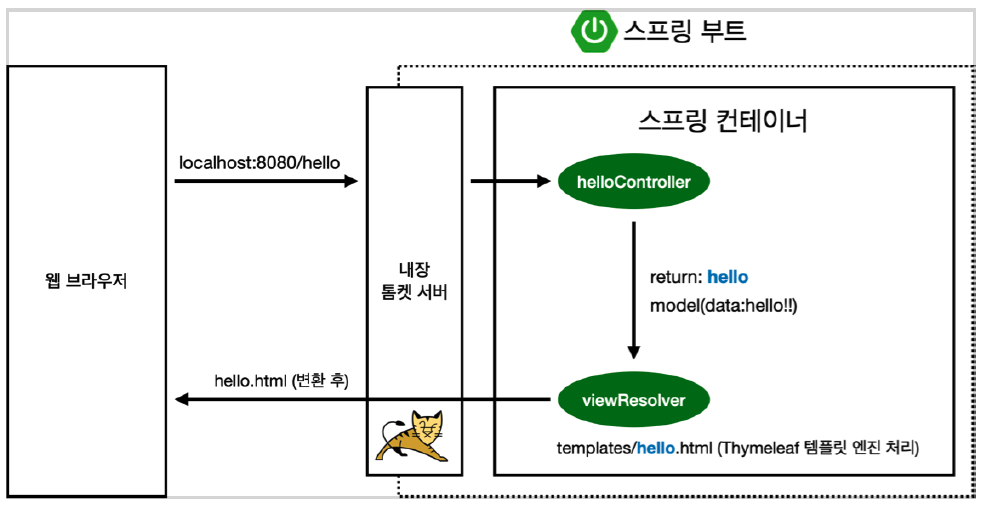 스프링 부트
스프링 컨테이너
localhost:8080/hello
helloController
웹 브라우저
내장
톰켓 서버
return: hello
model(data:hello!!)
hello.html (변환 후)
viewResolver
templates/hello.html (Thymeleaf 템플릿 엔진 처리)